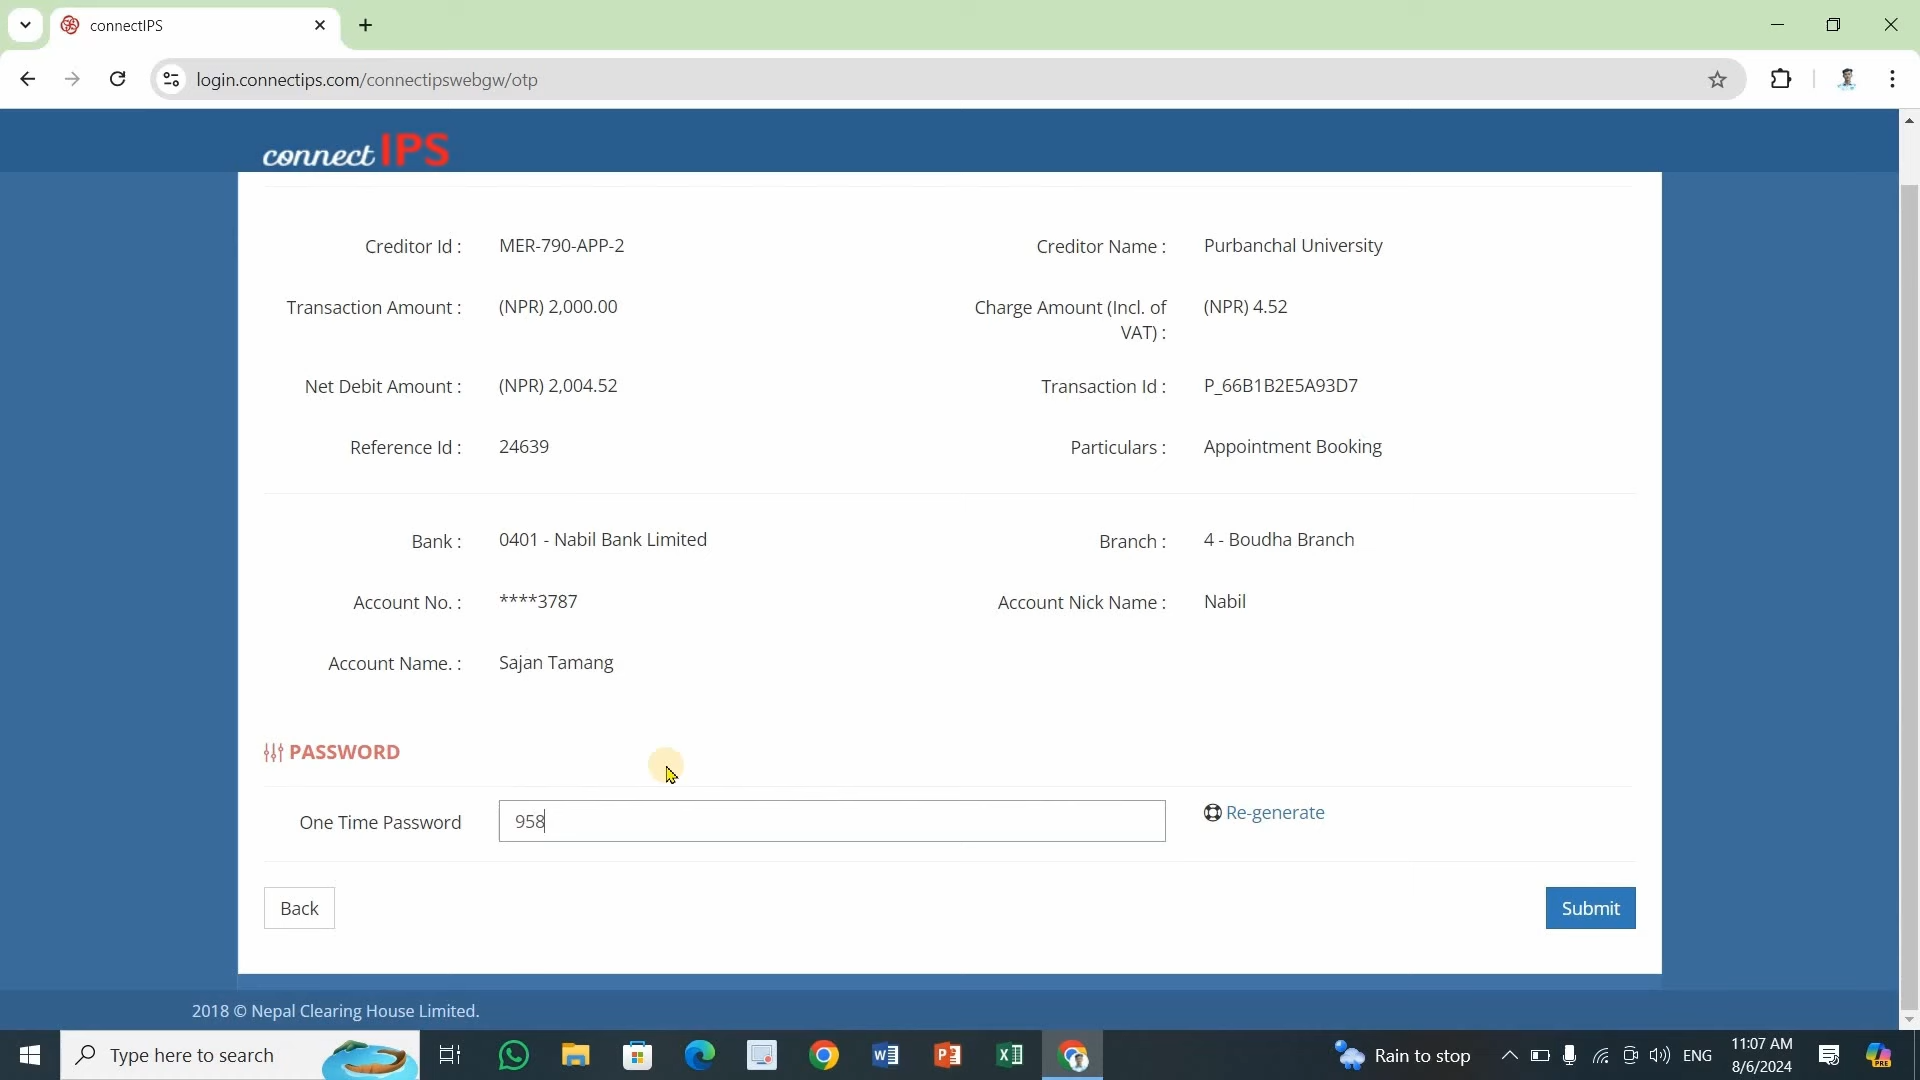 connectIPS
login.connectips.com/connectipswebgw/otp
connectIPS
Creditor Id : MER-790-APP-2 Creditor Name : Purbanchal University
Transaction Amount : (NPR) 2,000.00 Charge Amount (Incl. of (NPR) 4.52
VAT) :
Net Debit Amount : (NPR) 2,004.52 Transaction Id : P_66B1B2E5A93D7
Reference Id : 24639 Particulars : Appointment Booking
Bank : 0401 - Nabil Bank Limited Branch : 4 - Boudha Branch
Account No. : ****3787 Account Nick Name : Nabil
Account Name. : Sajan Tamang
PASSWORD
One Time Password 958 Re-generate
Back Submit
2018 © Nepal Clearing House Limited.
Type here to search Rain to stop ENG 11:07 AM
8/6/2024